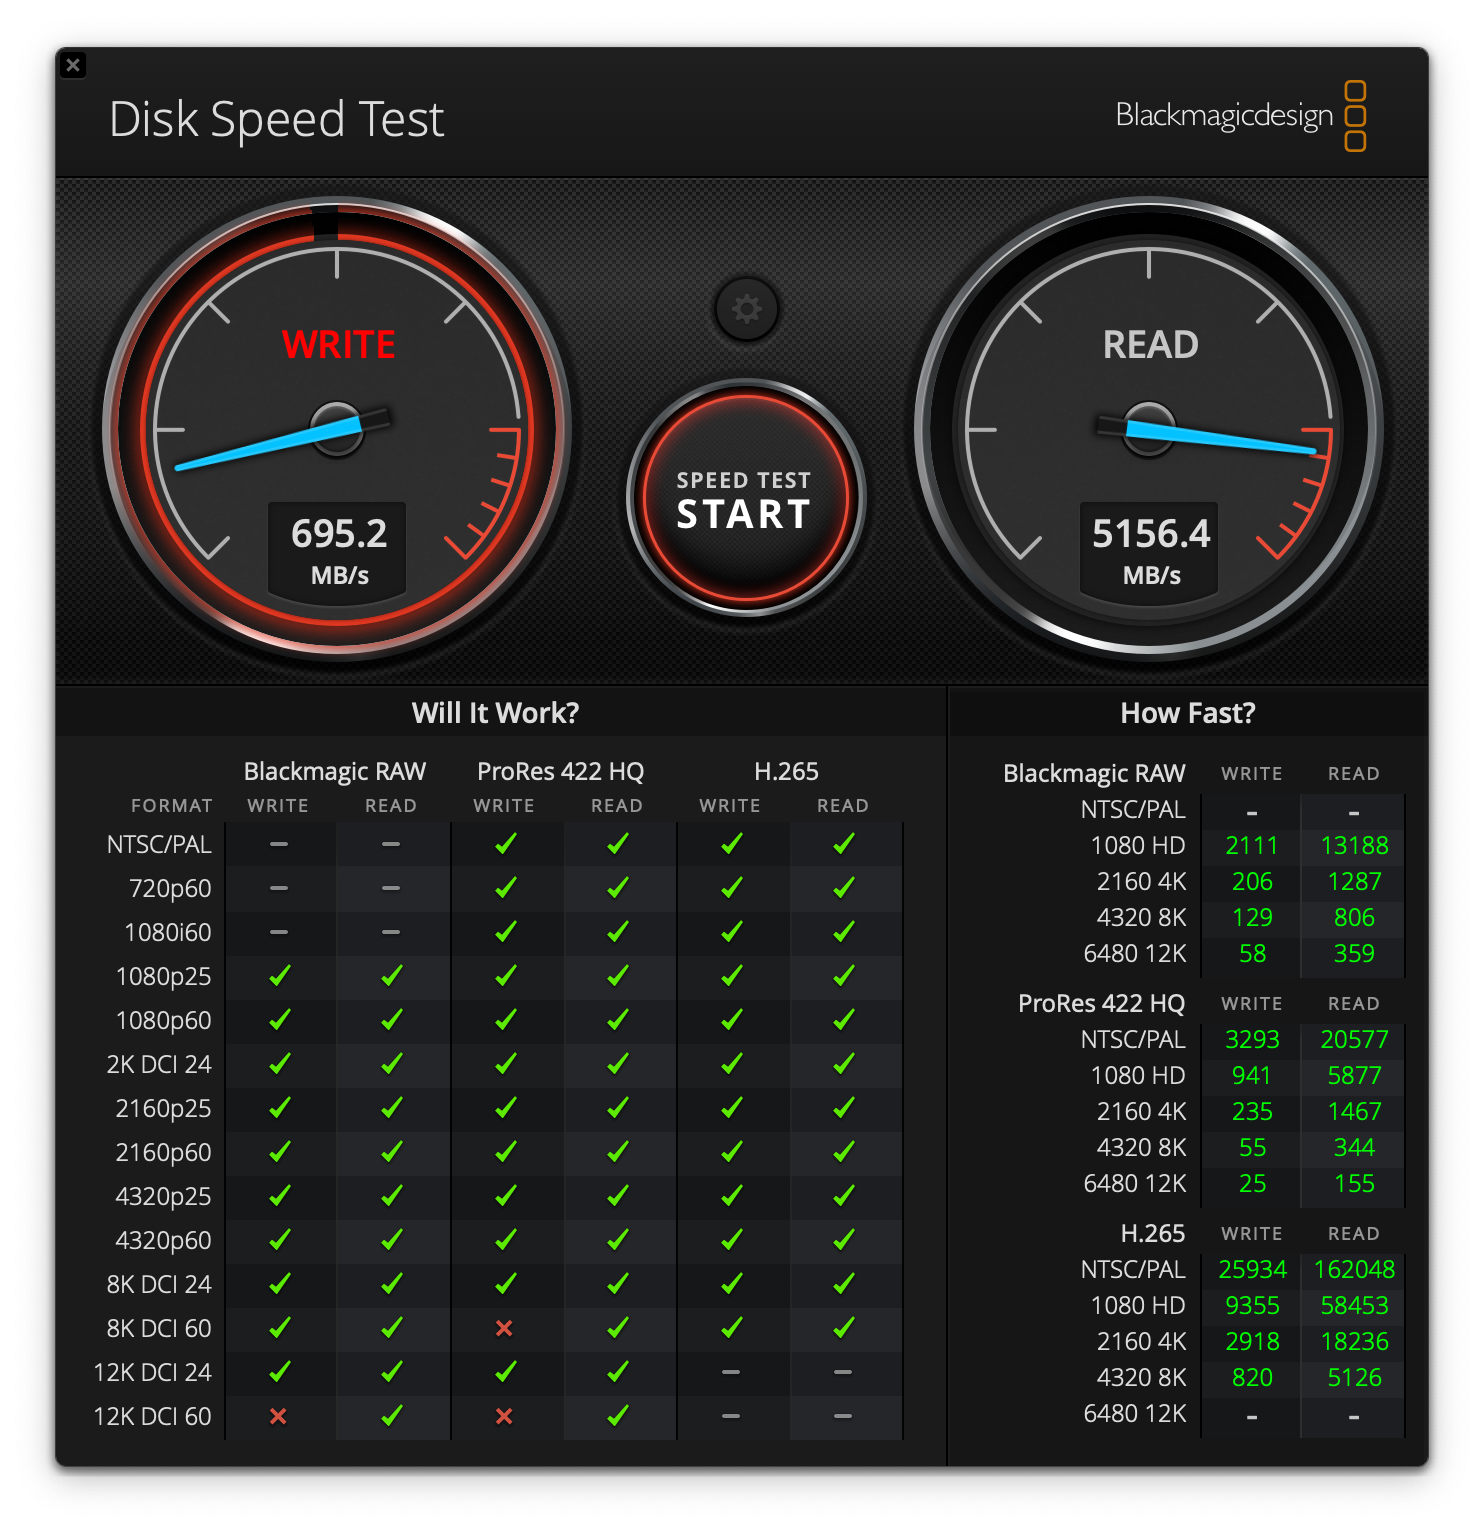 Disk Speed Test
Blackmagicdesign
WRITE
695.2
MB/s
SPEED TEST
START
READ
5156.4
MB/s
Will It Work?
Blackmagic RAW ProRes 422 HQ H.265
FORMAT WRITE READ WRITE READ WRITE READ
NTSC/PAL – – ✓ ✓ ✓ ✓
720p60 – – ✓ ✓ ✓ ✓
1080i60 – – ✓ ✓ ✓ ✓
1080p25 ✓ ✓ ✓ ✓ ✓ ✓
1080p60 ✓ ✓ ✓ ✓ ✓ ✓
2K DCI 24 ✓ ✓ ✓ ✓ ✓ ✓
2160p25 ✓ ✓ ✓ ✓ ✓ ✓
2160p60 ✓ ✓ ✓ ✓ ✓ ✓
4320p25 ✓ ✓ ✓ ✓ ✓ ✓
4320p60 ✓ ✓ ✓ ✓ ✓ ✓
8K DCI 24 ✓ ✓ ✓ ✓ ✓ ✓
8K DCI 60 ✓ ✓ ✗ ✓ ✓ ✓
12K DCI 24 ✓ ✓ ✓ ✓ – –
12K DCI 60 ✗ ✓ ✗ ✓ – –
How Fast?
Blackmagic RAW WRITE READ
NTSC/PAL - -
1080 HD 2111 13188
2160 4K 206 1287
4320 8K 129 806
6480 12K 58 359
ProRes 422 HQ WRITE READ
NTSC/PAL 3293 20577
1080 HD 941 5877
2160 4K 235 1467
4320 8K 55 344
6480 12K 25 155
H.265 WRITE READ
NTSC/PAL 25934 162048
1080 HD 9355 58453
2160 4K 2918 18236
4320 8K 820 5126
6480 12K - -